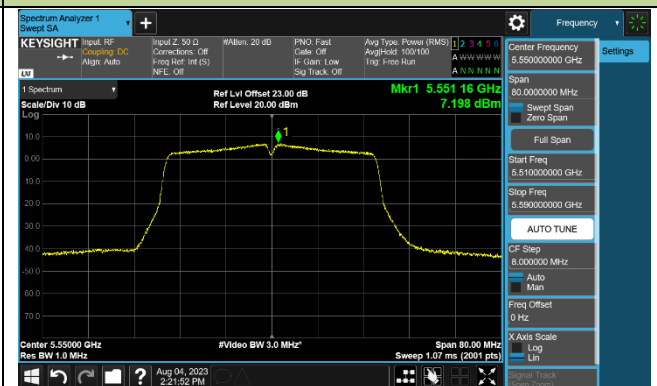 Spectrum Analyzer 1
Swept SA
+
Frequency
KEYSIGHT
Input: RF
Coupling: DC
Align: Auto
Input Z: 50 Ω
Corrections: Off
Freq Ref: Int (S)
NFE: Off
#Atten: 20 dB
PNO: Fast
Gate: Off
IF Gain: Low
Sig Track: Off
Avg Type: Power (RMS)
Avg|Hold: 100/100
Trig: Free Run
1 2 3 4 5 6
A W W W W W
A N N N N N
LXI
1 Spectrum
Scale/Div 10 dB
Log
Ref Lvl Offset 23.00 dB
Ref Level 20.00 dBm
Mkr1 5.551 16 GHz
7.198 dBm
1
10.0
0.00
-10.0
-20.0
-30.0
-40.0
-50.0
-60.0
-70.0
Center 5.55000 GHz
Res BW 1.0 MHz
#Video BW 3.0 MHz*
Span 80.00 MHz
Sweep 1.07 ms (2001 pts)
Center Frequency
5.550000000 GHz
Settings
Span
80.0000000 MHz
Swept Span
Zero Span
Full Span
Start Freq
5.510000000 GHz
Stop Freq
5.590000000 GHz
AUTO TUNE
CF Step
8.000000 MHz
Auto
Man
Freq Offset
0 Hz
X Axis Scale
Log
Lin
Signal Track
(Span Zoom)
?
Aug 04, 2023
2:21:52 PM